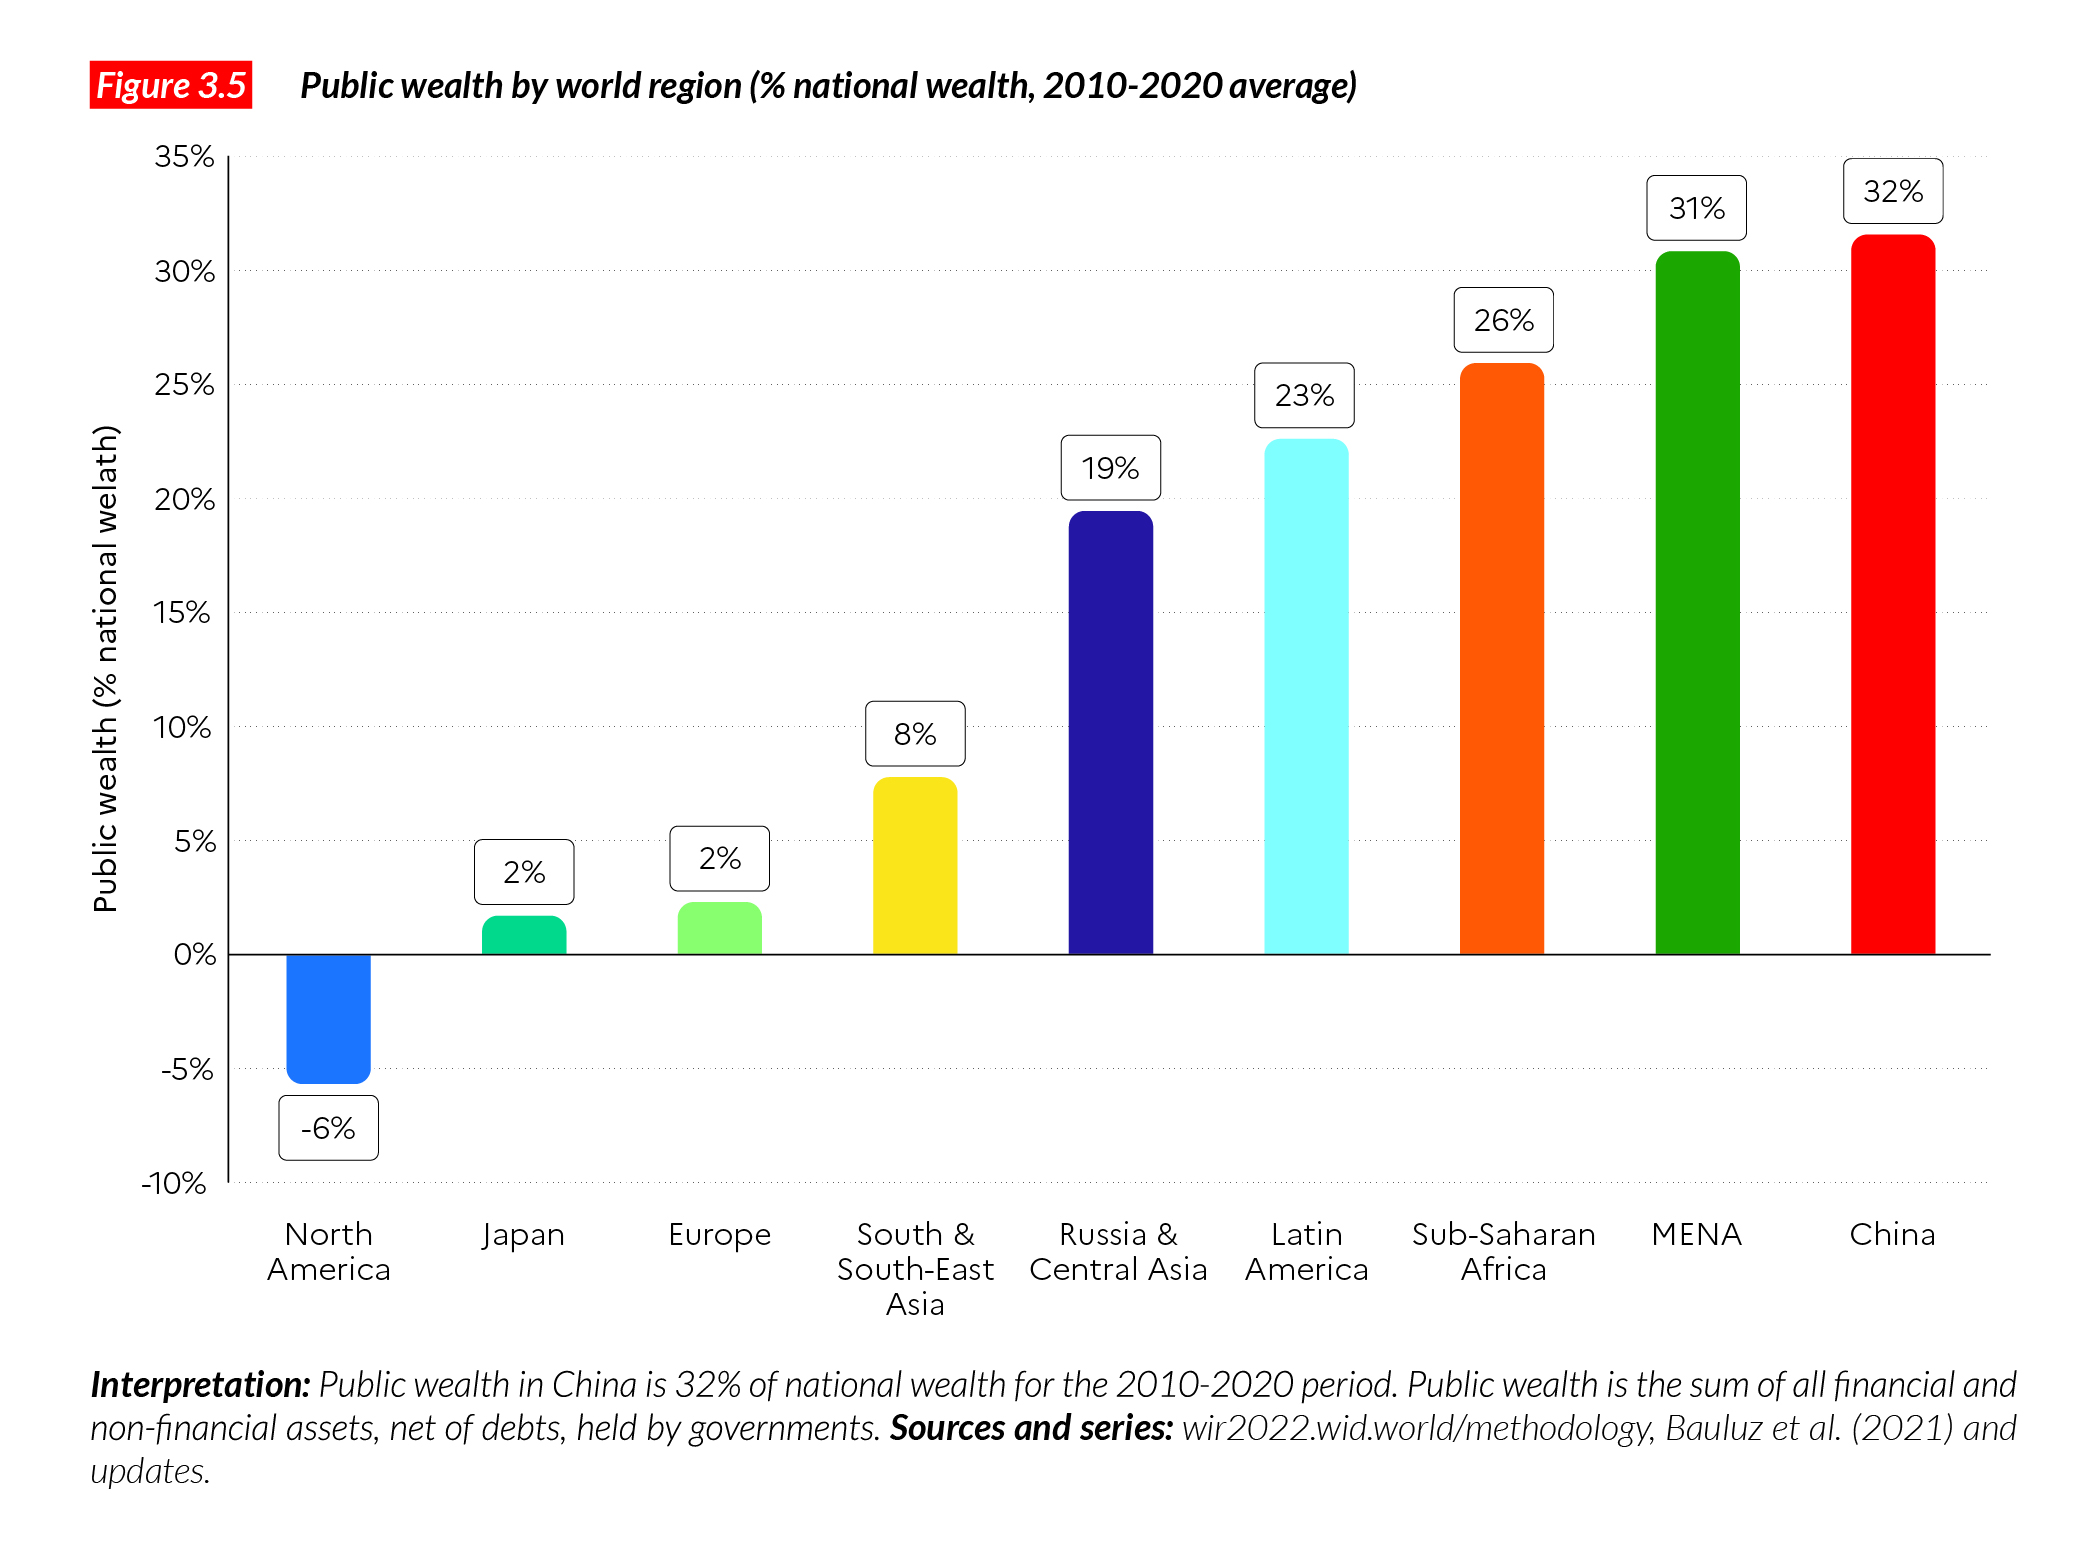 Figure 3.5 Public wealth by world region (% national wealth, 2010-2020 average)
Public wealth (% national welath)
35%
30%
25%
20%
15%
10%
5%
0%
-5%
-10%
-6%
2%
2%
8%
19%
23%
26%
31%
32%
North
America
Japan
Europe
South &
South-East
Asia
Russia &
Central Asia
Latin
America
Sub-Saharan
Africa
MENA
China
Interpretation: Public wealth in China is 32% of national wealth for the 2010-2020 period. Public wealth is the sum of all financial and
non-financial assets, net of debts, held by governments. Sources and series: wir2022.wid.world/methodology, Bauluz et al. (2021) and
updates.